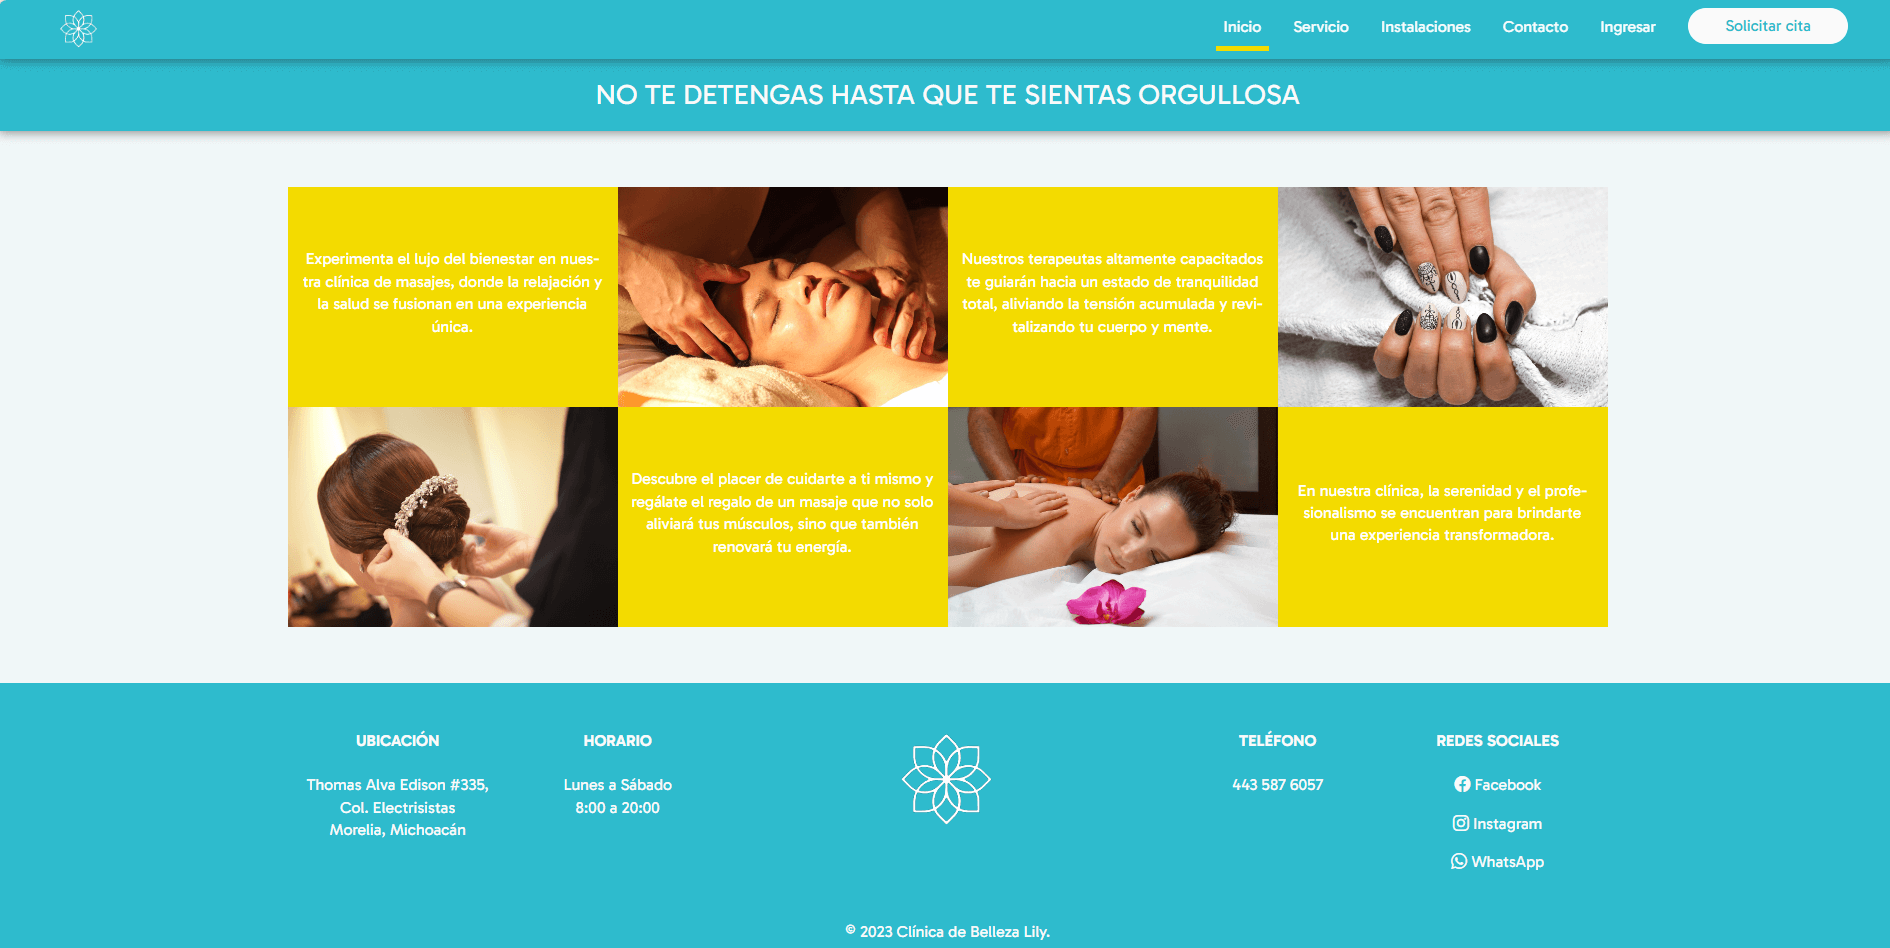 Inicio Servicio Instalaciones Contacto Ingresar Solicitar cita
NO TE DETENGAS HASTA QUE TE SIENTAS ORGULLOSA
Experimenta el lujo del bienestar en nues-
tra clínica de masajes, donde la relajación y
la salud se fusionan en una experiencia
única.
Nuestros terapeutas altamente capacitados
te guiarán hacia un estado de tranquilidad
total, aliviando la tensión acumulada y revi-
talizando tu cuerpo y mente.
Descubre el placer de cuidarte a ti mismo y
regálate el regalo de un masaje que no solo
aliviará tus músculos, sino que también
renovará tu energía.
En nuestra clínica, la serenidad y el profe-
sionalismo se encuentran para brindarte
una experiencia transformadora.
UBICACIÓN
Thomas Alva Edison #335,
Col. Electrisistas
Morelia, Michoacán
HORARIO
Lunes a Sábado
8:00 a 20:00
TELÉFONO
443 587 6057
REDES SOCIALES
Facebook
Instagram
WhatsApp
© 2023 Clínica de Belleza Lily.